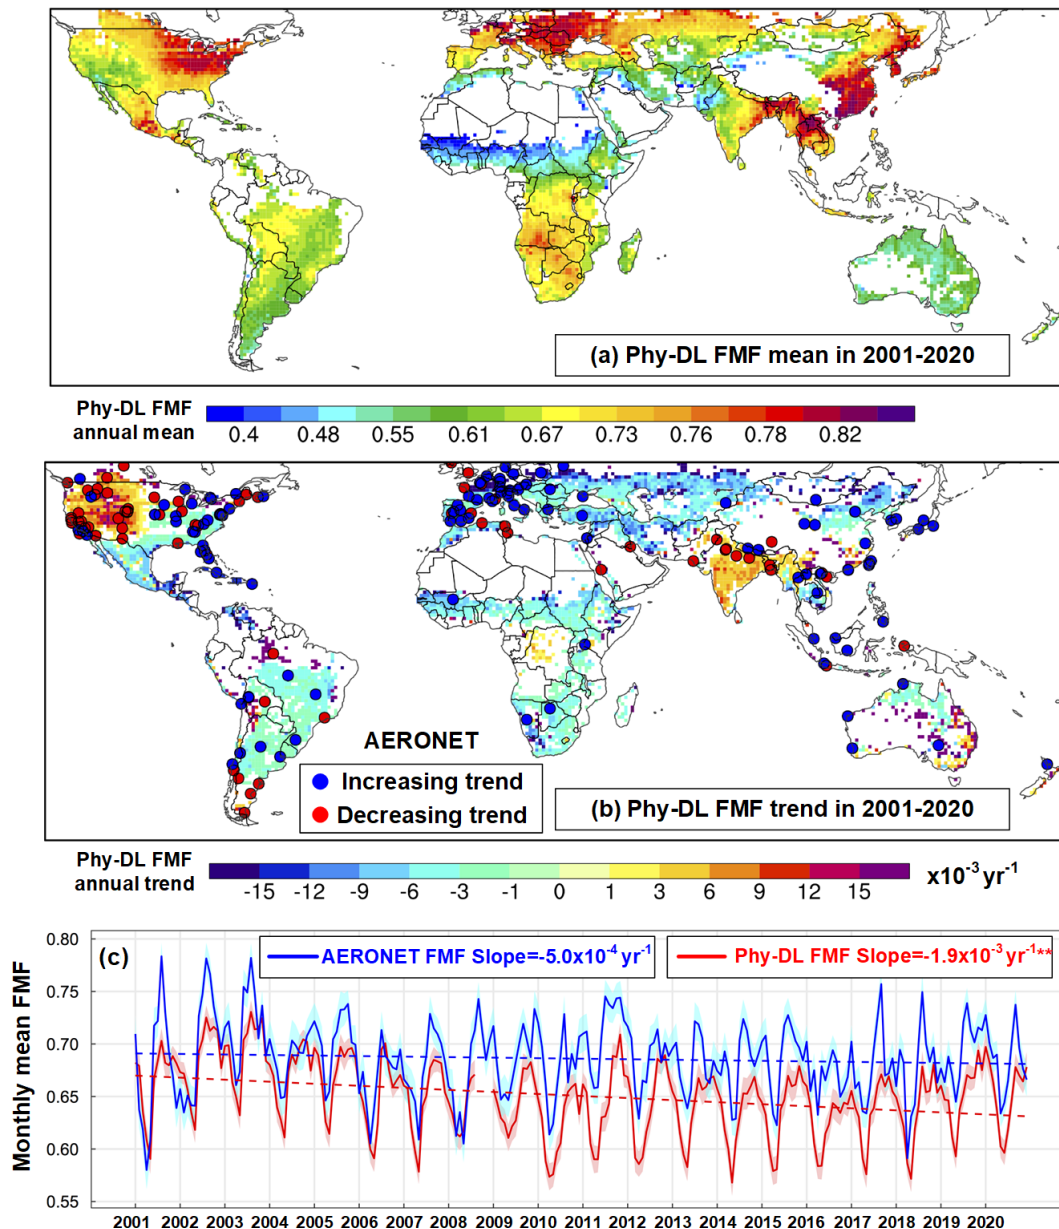 (a) Phy-DL FMF mean in 2001-2020
Phy-DL FMF
annual mean
0.4 0.48 0.55 0.61 0.67 0.73 0.76 0.78 0.82
AERONET
Increasing trend
Decreasing trend
(b) Phy-DL FMF trend in 2001-2020
Phy-DL FMF
annual trend
-15 -12 -9 -6 -3 -1 0 1 3 6 9 12 15
x10⁻³ yr⁻¹
(c)
AERONET FMF Slope=-5.0x10⁻⁴ yr⁻¹
Phy-DL FMF Slope=-1.9x10⁻³ yr⁻¹**
Monthly mean FMF
0.80
0.75
0.70
0.65
0.60
0.55
2001 2002 2003 2004 2005 2006 2007 2008 2009 2010 2011 2012 2013 2014 2015 2016 2017 2018 2019 2020